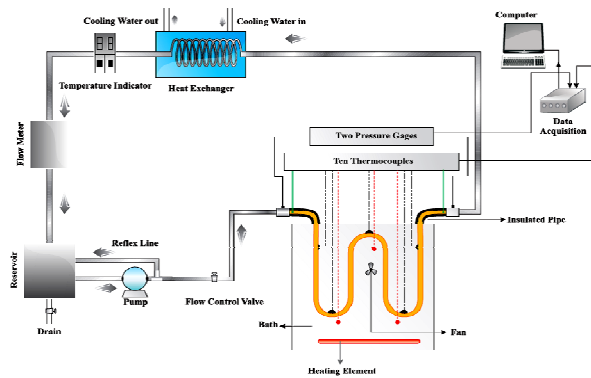 Computer
Cooling Water out
Cooling Water in
Temperature Indicator
Heat Exchanger
Data
Acquisition
Flow Meter
Two Pressure Gages
Ten Thermocouples
Insulated Pipe
Reflex Line
Reservoir
Pump
Flow Control Valve
Drain
Bath
Fan
Heating Element